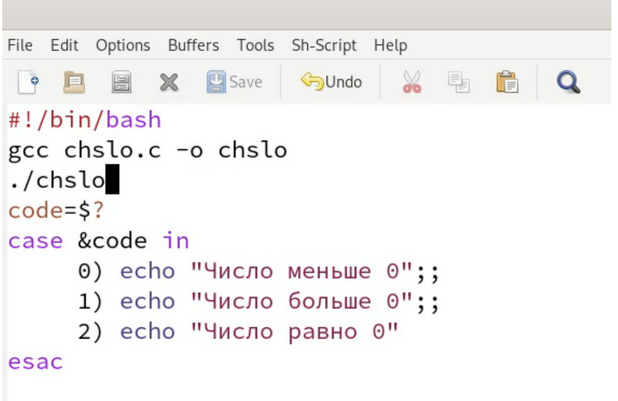 File Edit Options Buffers Tools Sh-Script Help
Save Undo
#!/bin/bash
gcc chslo.c -o chslo
./chslo
code=$?
case &code in
0) echo "Число меньше 0";;
1) echo "Число больше 0";;
2) echo "Число равно 0"
esac